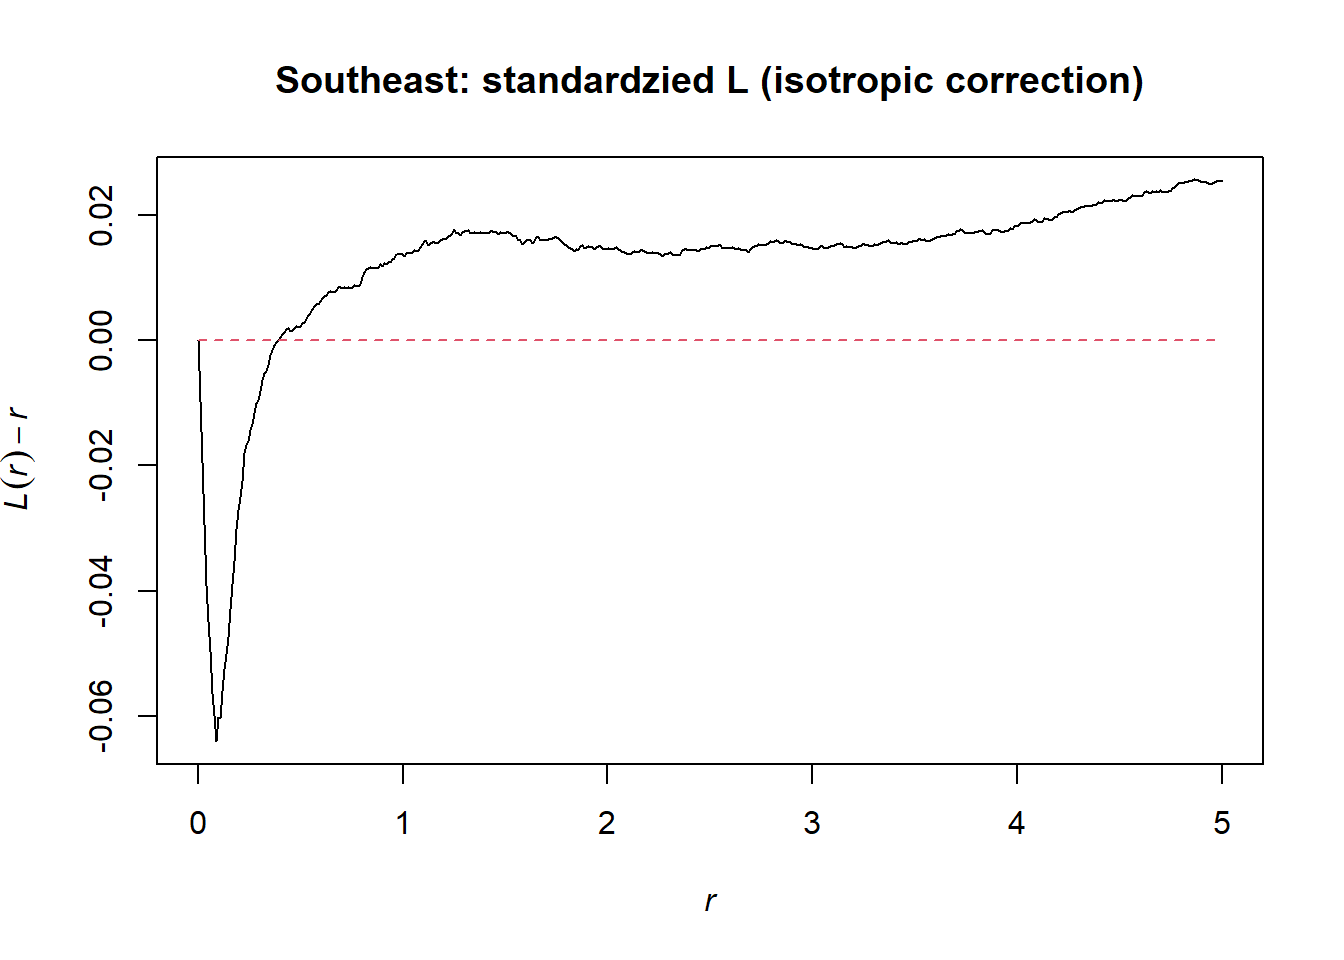 Southeast: standardzied L (isotropic correction)
L(r) − r
0.02
0.00
-0.02
-0.04
-0.06
0 1 2 3 4 5
r